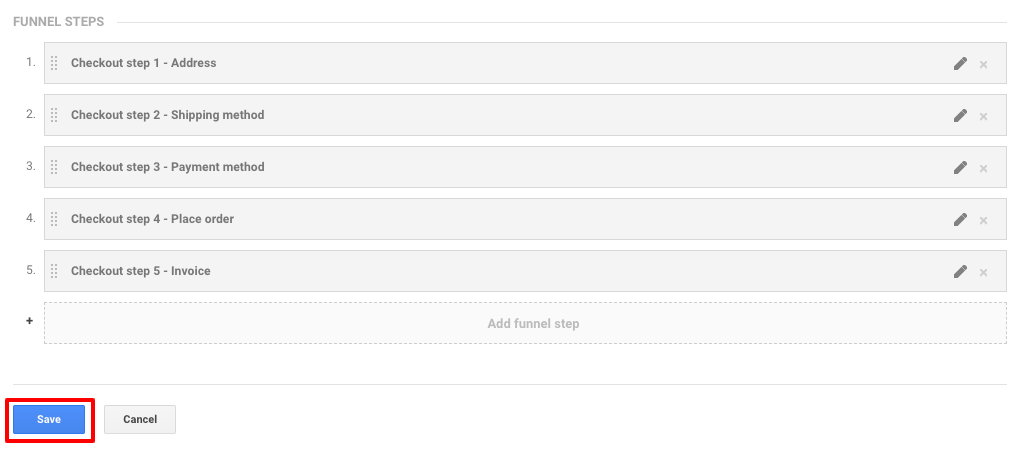 FUNNEL STEPS
1. Checkout step 1 - Address
2. Checkout step 2 - Shipping method
3. Checkout step 3 - Payment method
4. Checkout step 4 - Place order
5. Checkout step 5 - Invoice
+ Add funnel step
Save Cancel